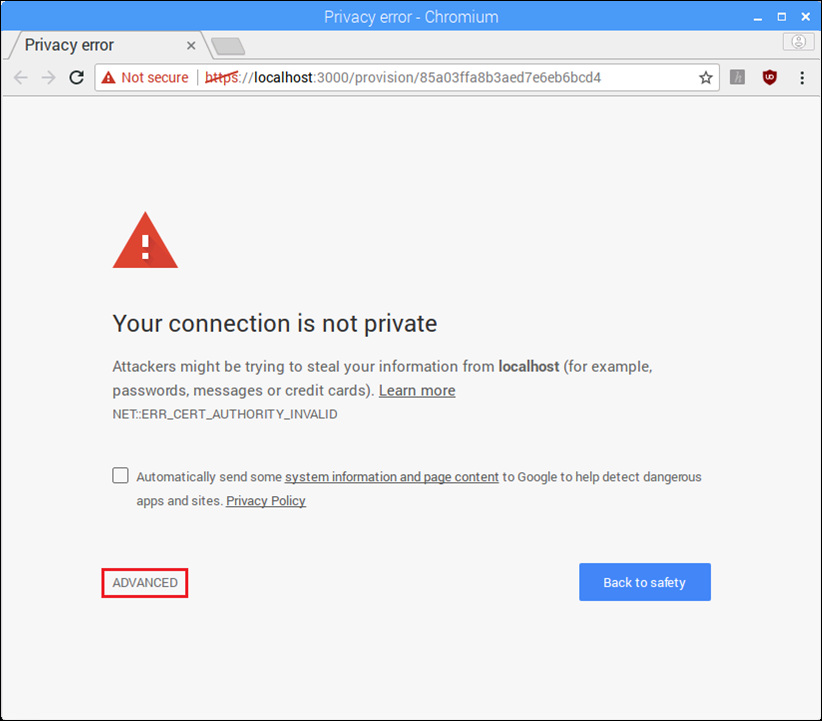 Privacy error - Chromium
Privacy error
Not secure https://localhost:3000/provision/85a03ffa8b3aed7e6eb6bcd4
Your connection is not private
Attackers might be trying to steal your information from localhost (for example,
passwords, messages or credit cards). Learn more
NET::ERR_CERT_AUTHORITY_INVALID
Automatically send some system information and page content to Google to help detect dangerous
apps and sites. Privacy Policy
ADVANCED
Back to safety